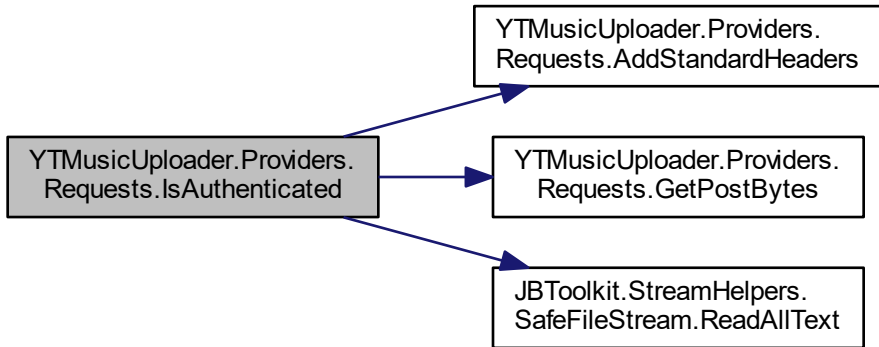 YTMusicUploader.Providers.
Requests.AddStandardHeaders
YTMusicUploader.Providers.
Requests.IsAuthenticated
YTMusicUploader.Providers.
Requests.GetPostBytes
JBToolkit.StreamHelpers.
SafeFileStream.ReadAllText